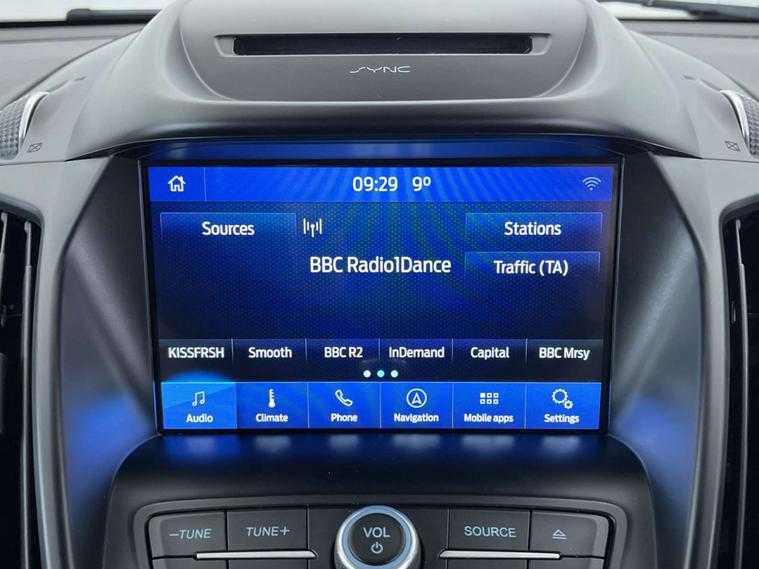 SYNC
09:29 9º
Sources Stations
BBC Radio1Dance Traffic (TA)
KISSFRSH Smooth BBC R2 InDemand Capital BBC Mrsy
Audio Climate Phone Navigation Mobile apps Settings
–TUNE TUNE+ VOL SOURCE